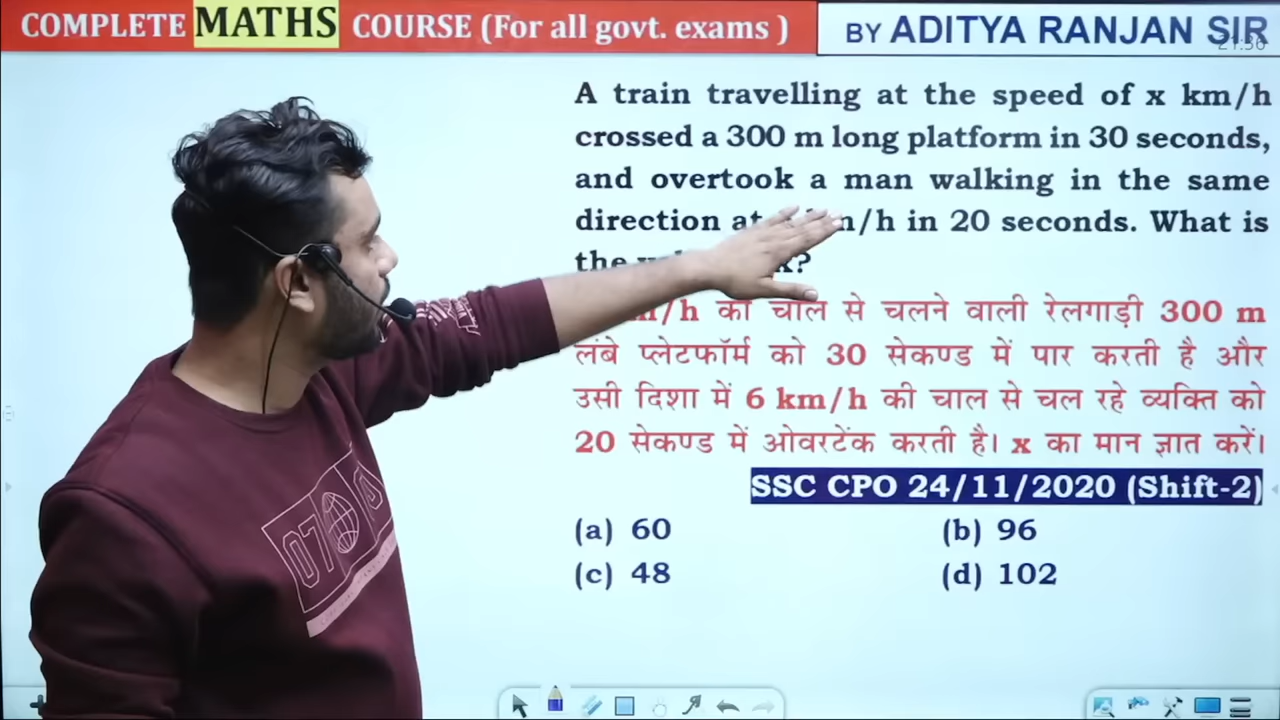 COMPLETE MATHS COURSE (For all govt. exams )
BY ADITYA RANJAN SIR
21:36
A train travelling at the speed of x km/h
crossed a 300 m long platform in 30 seconds,
and overtook a man walking in the same
direction at m/h in 20 seconds. What is
the x?
m/h की चाल से चलने वाली रेलगाड़ी 300 m
लंबे प्लेटफॉर्म को 30 सेकण्ड में पार करती है और
उसी दिशा में 6 km/h की चाल से चल रहे व्यक्ति को
20 सेकण्ड में ओवरटेक करती है। x का मान ज्ञात करें।
SSC CPO 24/11/2020 (Shift-2)
(a) 60 (b) 96
(c) 48 (d) 102
070